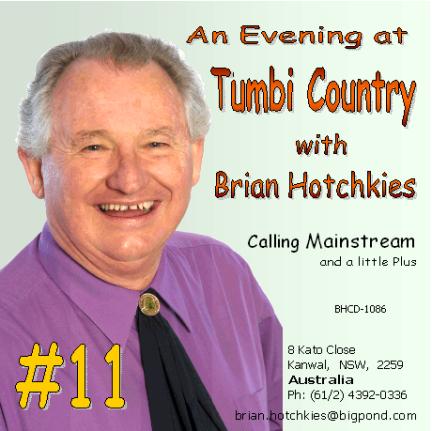 An Evening at
Tumbi Country
with
Brian Hotchkies
Calling Mainstream
and a little Plus
BHCD-1086
#11
8 Kato Close
Kanwal, NSW, 2259
Australia
Ph: (61/2) 4392-0336
brian.hotchkies@bigpond.com